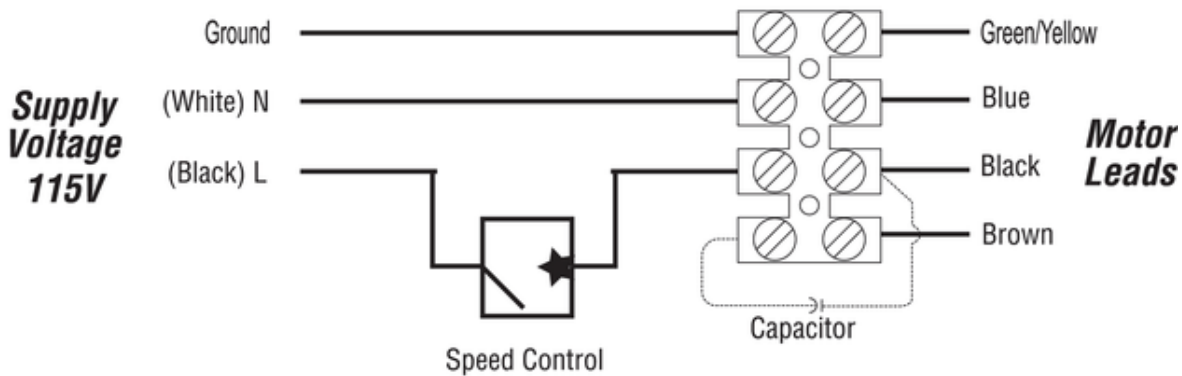 Supply
Voltage
115V
Ground
(White) N
(Black) L
Speed Control
Green/Yellow
Blue
Black
Brown
Motor
Leads
Capacitor